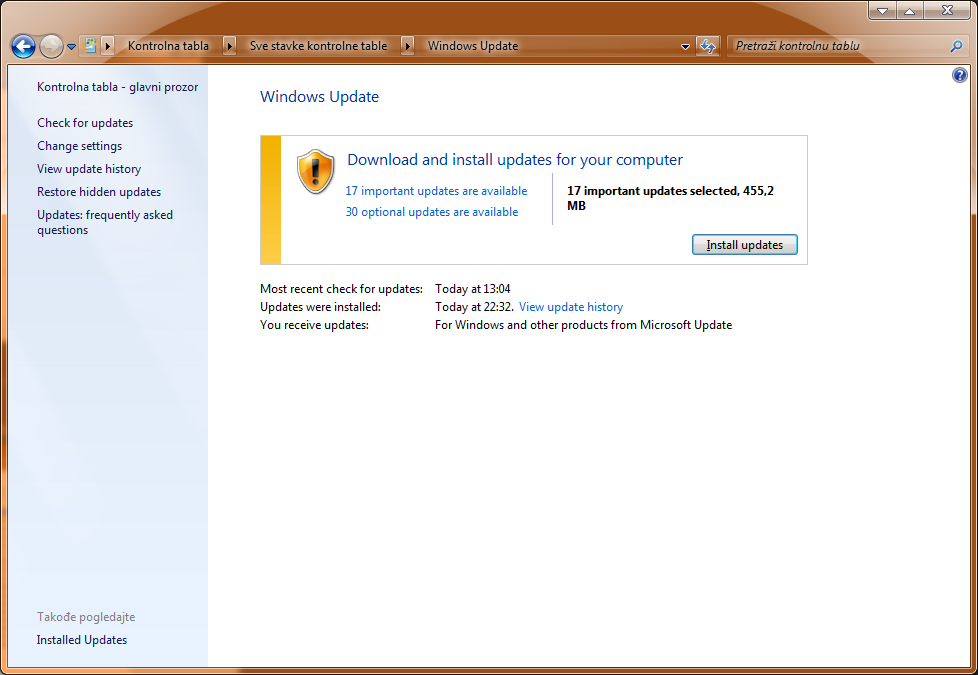 Kontrolna tabla
Sve stavke kontrolne table
Windows Update
Pretraži kontrolnu tablu
Kontrolna tabla - glavni prozor
Check for updates
Change settings
View update history
Restore hidden updates
Updates: frequently asked
questions
Takođe pogledajte
Installed Updates
Windows Update
Download and install updates for your computer
17 important updates are available
30 optional updates are available
17 important updates selected, 455,2
MB
Install updates
Most recent check for updates: Today at 13:04
Updates were installed: Today at 22:32. View update history
You receive updates: For Windows and other products from Microsoft Update